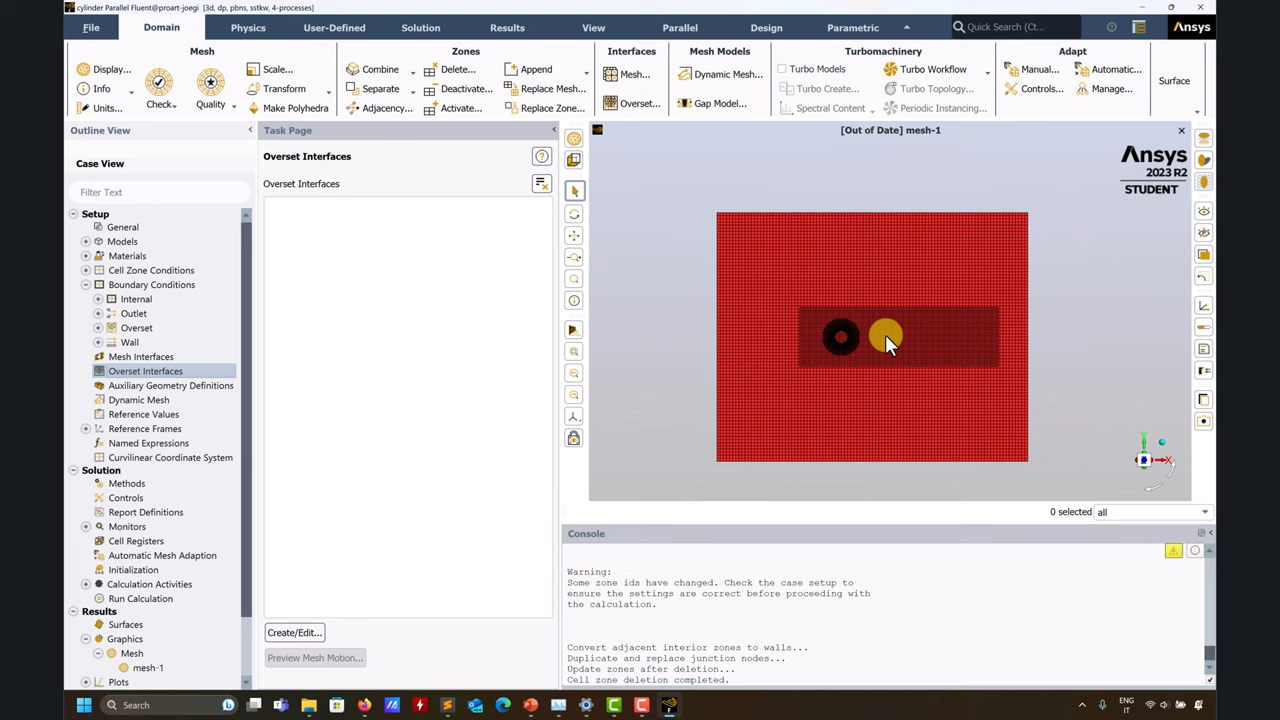 cylinder Parallel Fluent@proart-joegi [3d, dp, pbns, sstkw, 4-processes]
File
Domain
Physics
User-Defined
Solution
Results
View
Parallel
Design
Parametric
Quick Search (Ct...
Ansys
Mesh
Zones
Interfaces
Mesh Models
Turbomachinery
Adapt
Display...
Info
Units...
Check
Quality
Scale...
Transform
Make Polyhedra
Combine
Separate
Adjacency...
Delete...
Deactivate...
Activate...
Append
Replace Mesh...
Replace Zone...
Mesh...
Overset...
Dynamic Mesh...
Gap Model...
Turbo Models
Turbo Create...
Spectral Content
Turbo Workflow
Turbo Topology...
Periodic Instancing...
Manual...
Controls...
Automatic...
Manage...
Surface
Outline View
Case View
Filter Text
Setup
General
Models
Materials
Cell Zone Conditions
Boundary Conditions
Internal
Outlet
Overset
Wall
Mesh Interfaces
Overset Interfaces
Auxiliary Geometry Definitions
Dynamic Mesh
Reference Values
Reference Frames
Named Expressions
Curvilinear Coordinate System
Solution
Methods
Controls
Report Definitions
Monitors
Cell Registers
Automatic Mesh Adaption
Initialization
Calculation Activities
Run Calculation
Results
Surfaces
Graphics
Mesh
mesh-1
Plots
Task Page
Overset Interfaces
Overset Interfaces
Create/Edit...
Preview Mesh Motion...
[Out of Date] mesh-1
Ansys
2023 R2
STUDENT
0 selected
all
Console
Warning:
Some zone ids have changed. Check the case setup to
ensure the settings are correct before proceeding with
the calculation.
Convert adjacent interior zones to walls...
Duplicate and replace junction nodes...
Update zones after deletion...
Cell zone deletion completed.
Search
ENG
IT